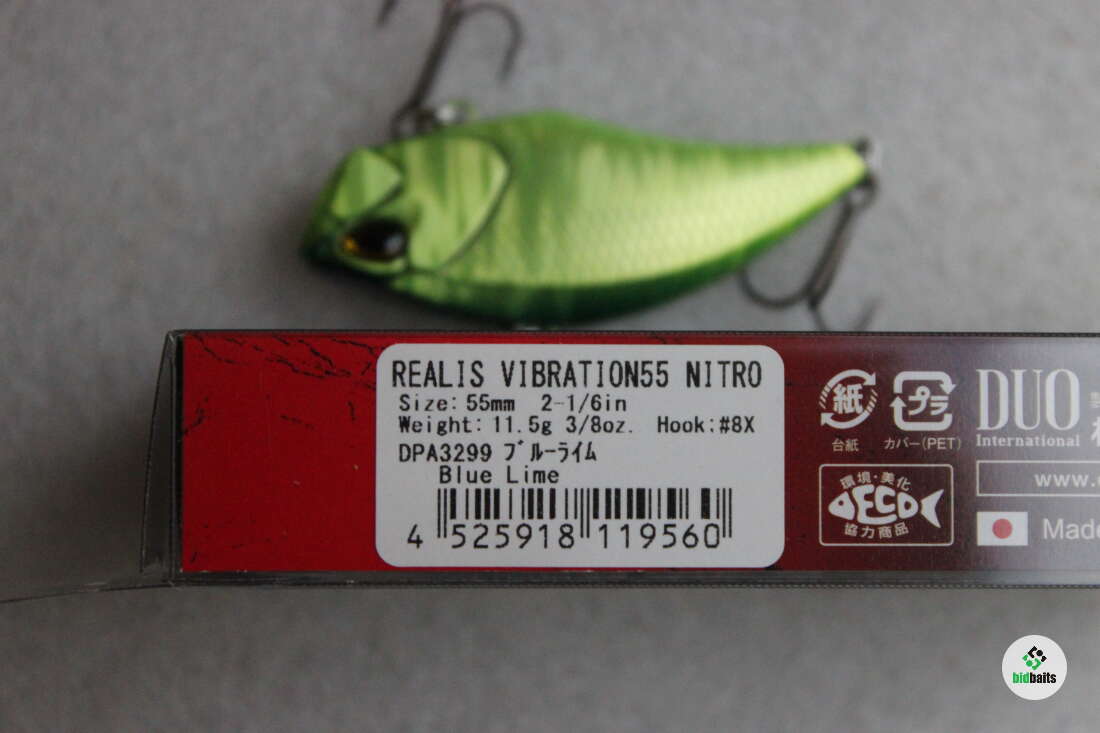 REALIS VIBRATION55 NITRO
Size: 55mm 2-1/6in
Weight: 11.5g 3/8oz. Hook:#8X
DPA3299 ブルーライム
Blue Lime
4 525918 119560
紙
台紙
プラ
カバー(PET)
DUO
International
環境・美化
AECO
協力商品
www.
Made
bidbaits